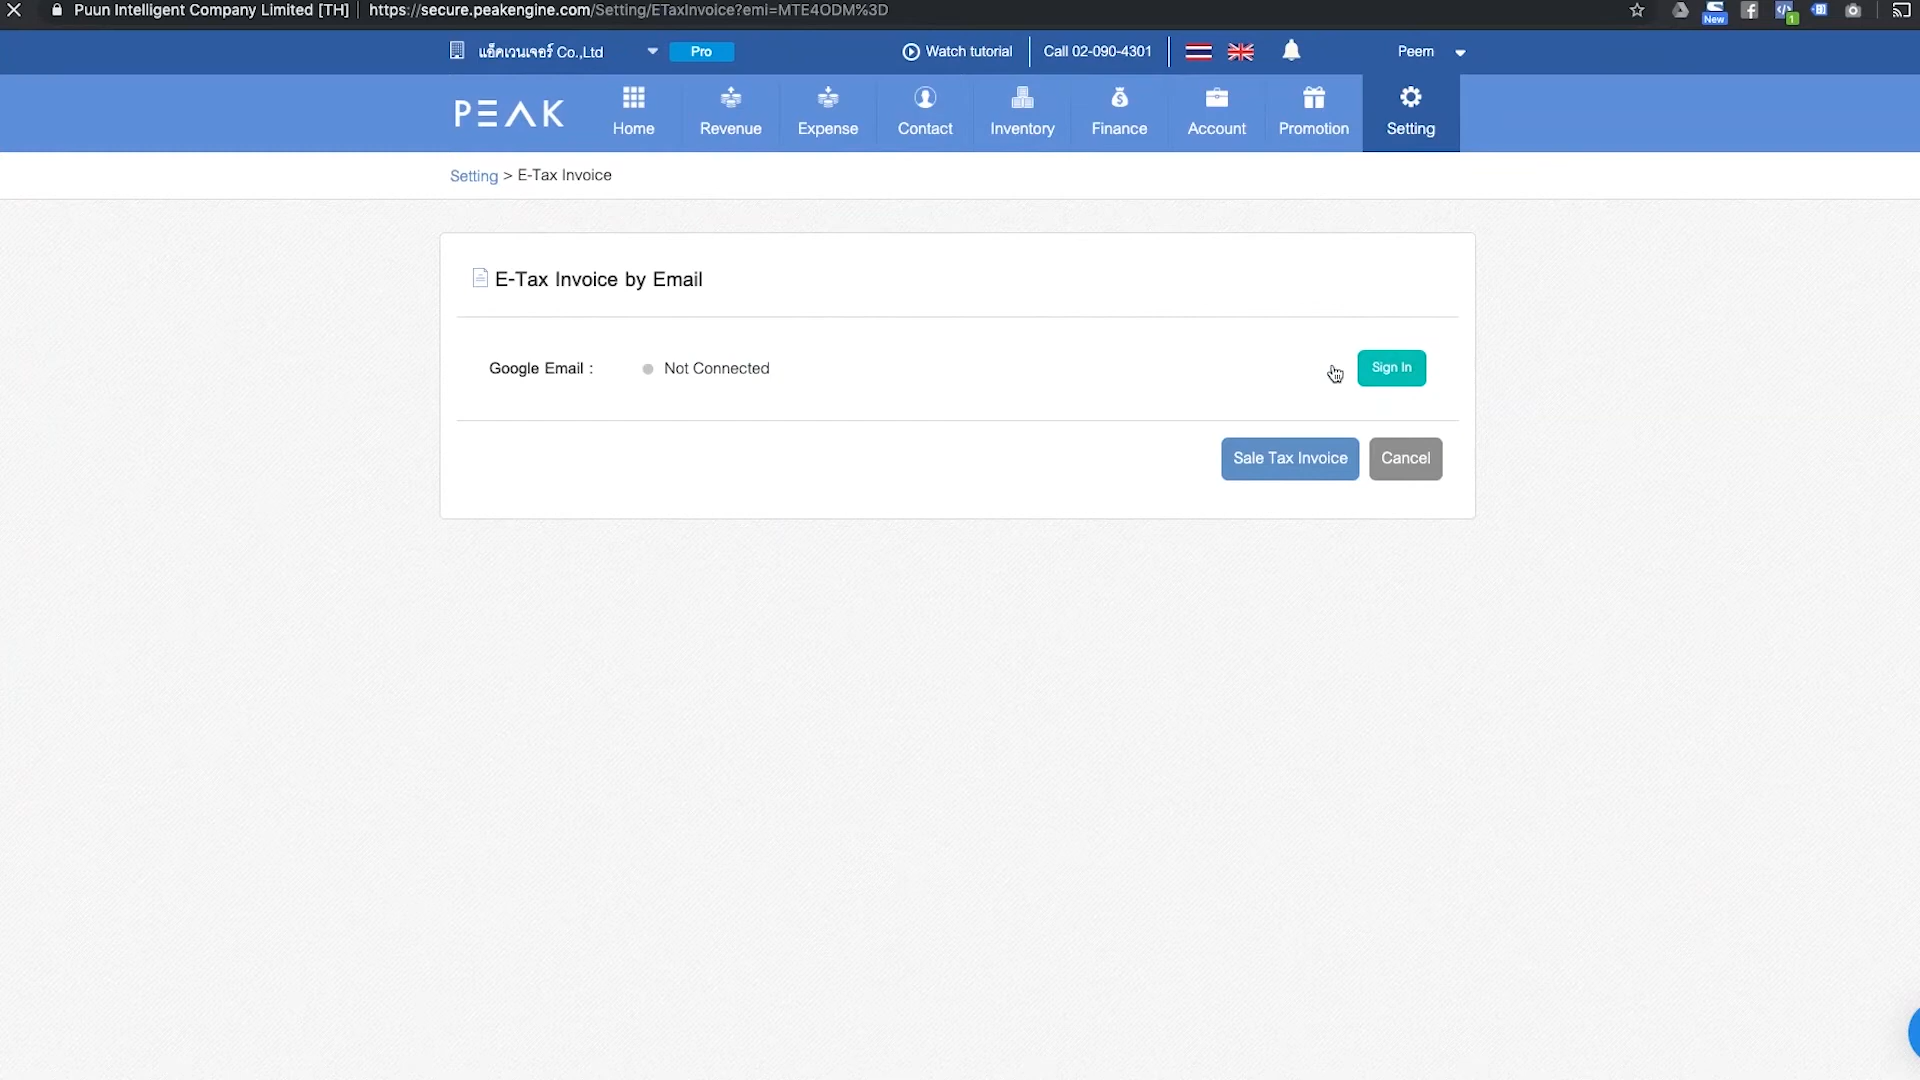 Puun Intelligent Company Limited [TH] https://secure.peakengine.com/Setting/ETaxInvoice?emi=MTE4ODM%3D
New
1
แอ็คเวนเจอร์ Co.,Ltd Pro Watch tutorial Call 02-090-4301 Peem
PEAK Home Revenue Expense Contact Inventory Finance Account Promotion Setting
Setting > E-Tax Invoice
E-Tax Invoice by Email
Google Email : Not Connected Sign In
Sale Tax Invoice Cancel